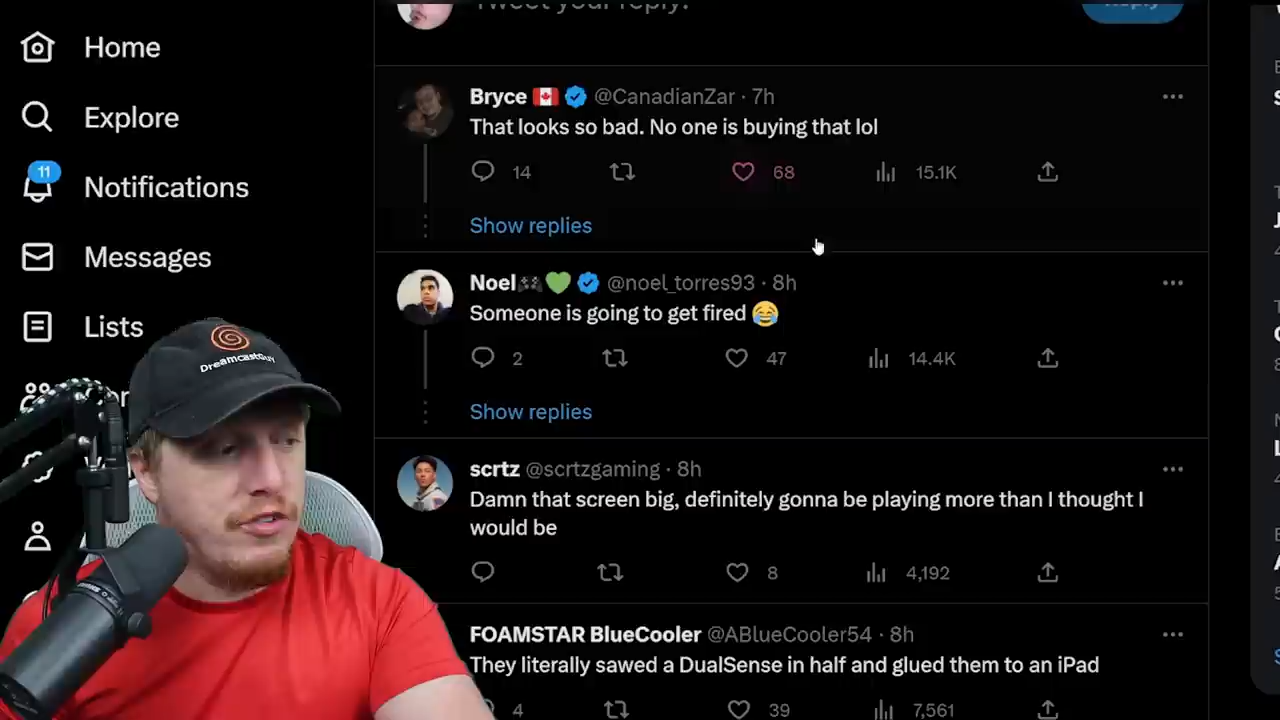 Tweet your reply!
Reply
Home
Explore
11
Notifications
Messages
Lists
Bryce 🇨🇦 @CanadianZar · 7h
That looks so bad. No one is buying that lol
14 68 15.1K
Show replies
Noel🎮💚 @noel_torres93 · 8h
Someone is going to get fired 😂
2 47 14.4K
Show replies
scrtz @scrtzgaming · 8h
Damn that screen big, definitely gonna be playing more than I thought I
would be
8 4,192
FOAMSTAR BlueCooler @ABlueCooler54 · 8h
They literally sawed a DualSense in half and glued them to an iPad
4 39 7,561
DreamcastGuy